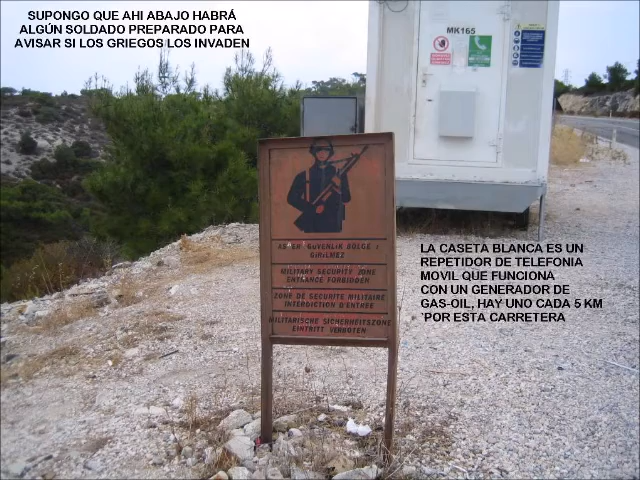 SUPONGO QUE AHI ABAJO HABRÁ
ALGÚN SOLDADO PREPARADO PARA
AVISAR SI LOS GRIEGOS LOS INVADEN
MK165
ASKERİ GÜVENLİK BÖLGESİ
GİRİLMEZ
MILITARY SECURITY ZONE
ENTRANCE FORBIDDEN
ZONE DE SECURITE MILITAIRE
INTERDICTION D'ENTRÉE
MILITARISCHE SICHERHEITSZONE
EINTRITT VERBOTEN
LA CASETA BLANCA ES UN
REPETIDOR DE TELEFONIA
MOVIL QUE FUNCIONA
CON UN GENERADOR DE
GAS-OIL, HAY UNO CADA 5 KM
`POR ESTA CARRETERA